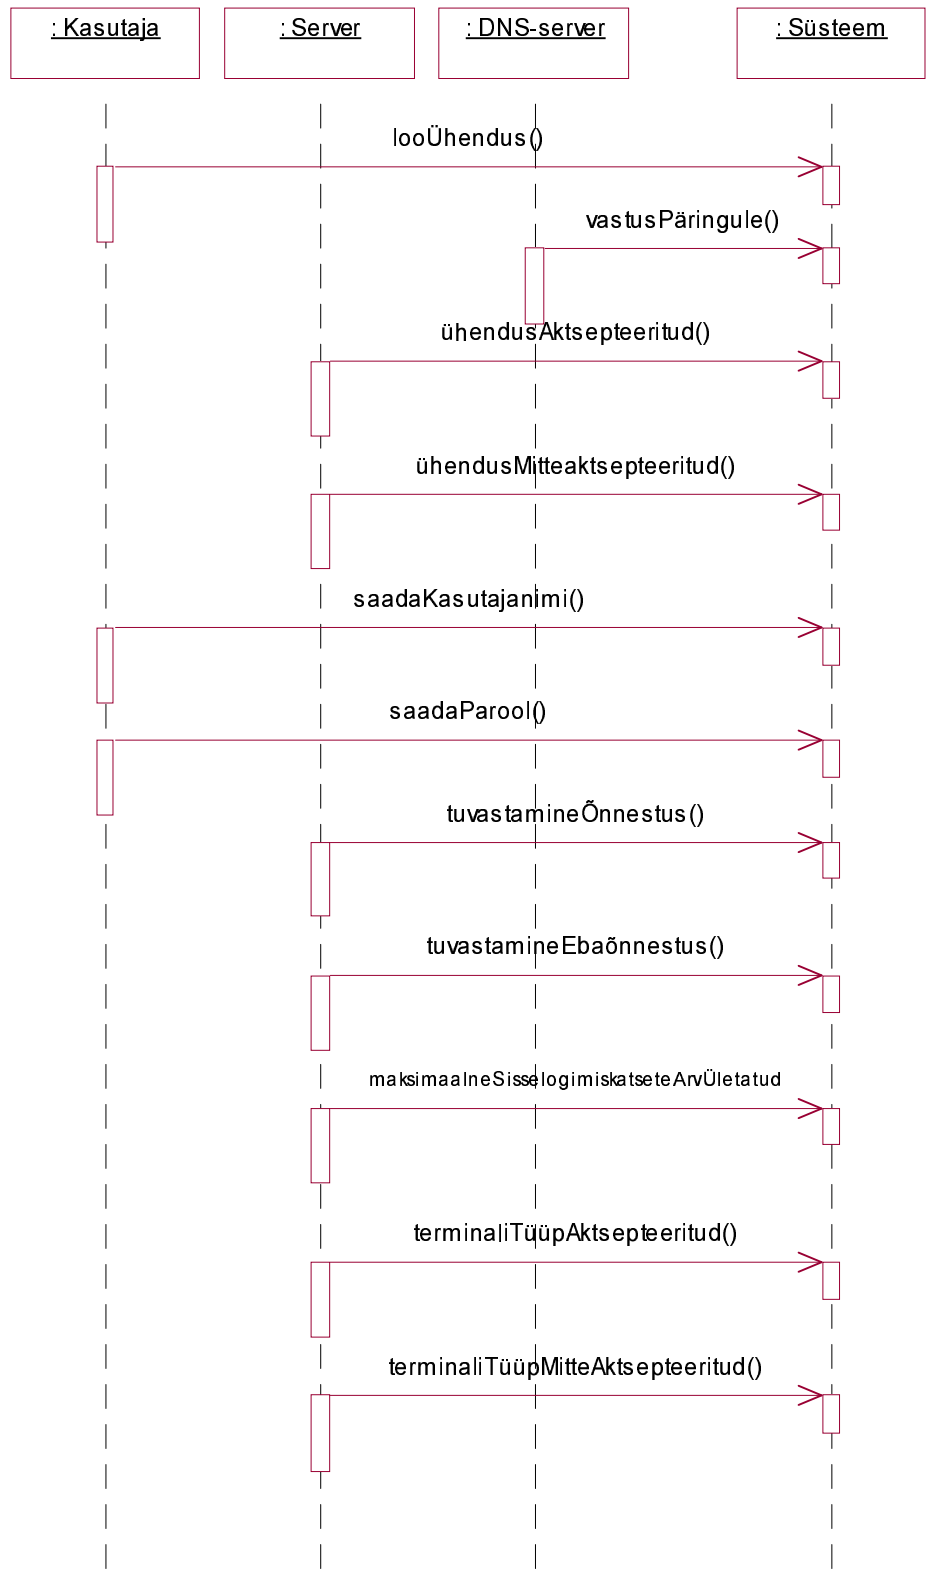 : Kasutaja
: Server
: DNS-server
: Süsteem
looÜhendus()
vastusPäringule()
ühendusAktsepteeritud()
ühendusMitteaktsepteeritud()
saadaKasutajanimi()
saadaParool()
tuvastamineÕnnestus()
tuvastamineEbaõnnestus()
maksimaalneSisselogimiskatseteArvÜletatud
terminaliTüüpAktsepteeritud()
terminaliTüüpMitteAktsepteeritud()